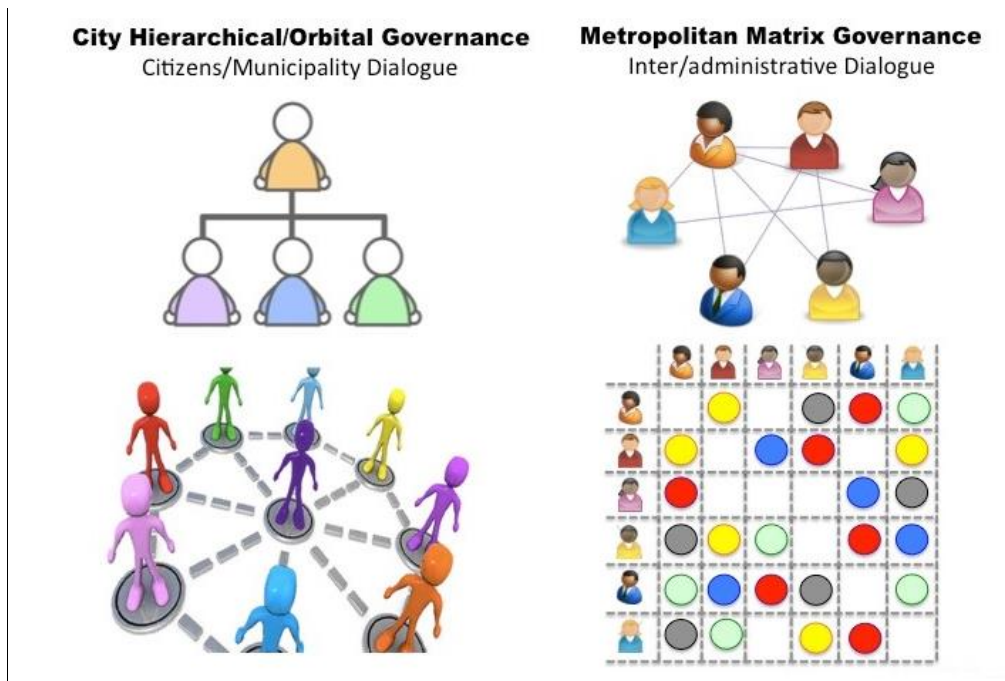 City Hierarchical/Orbital Governance
Citizens/Municipality Dialogue
Metropolitan Matrix Governance
Inter/administrative Dialogue